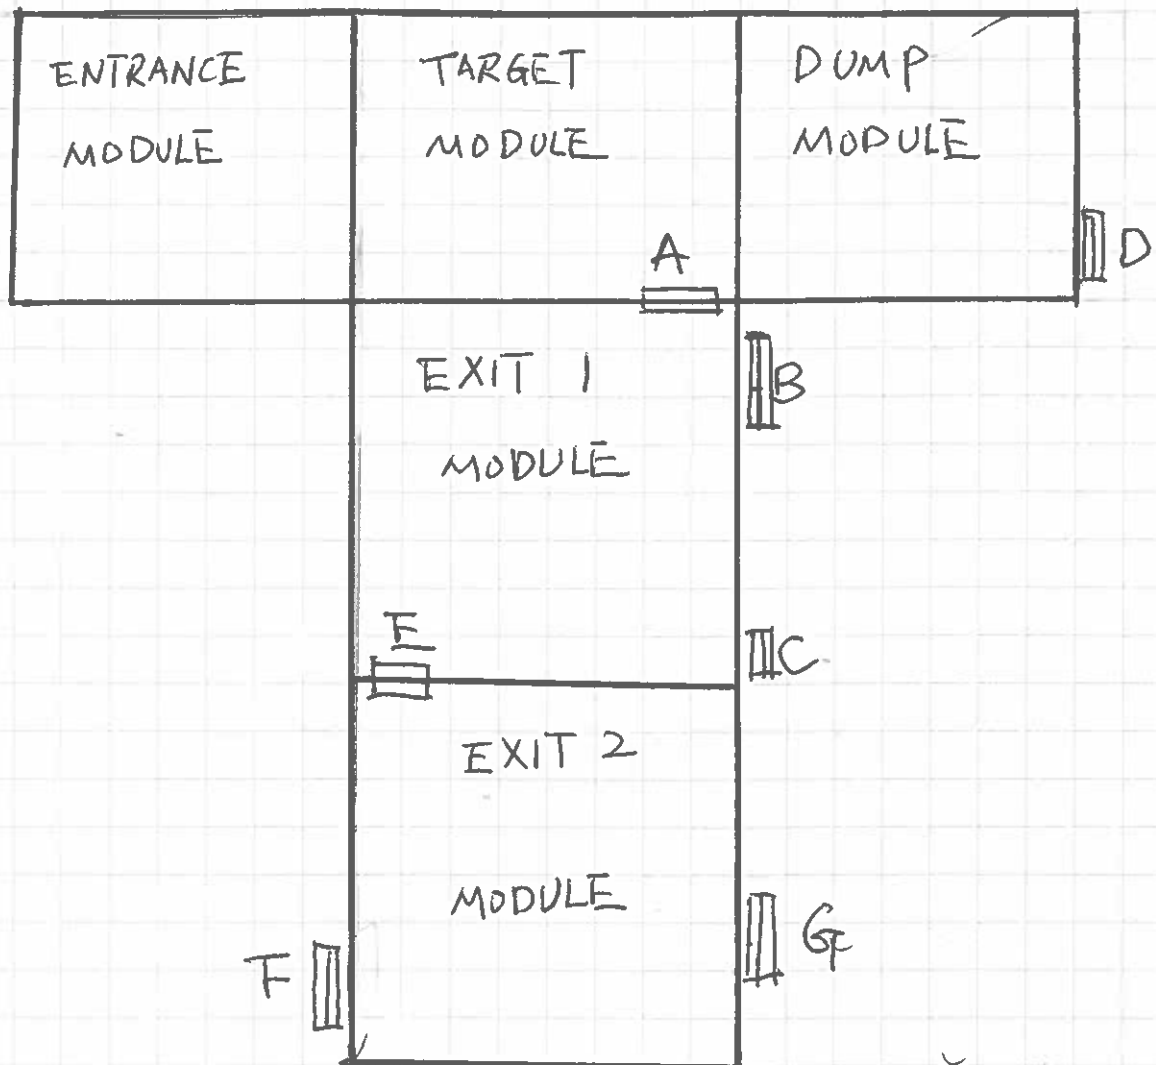 ENTRANCE
MODULE
TARGET
MODULE
DUMP
MODULE
A
D
EXIT 1
MODULE
B
E
C
EXIT 2
MODULE
F
G